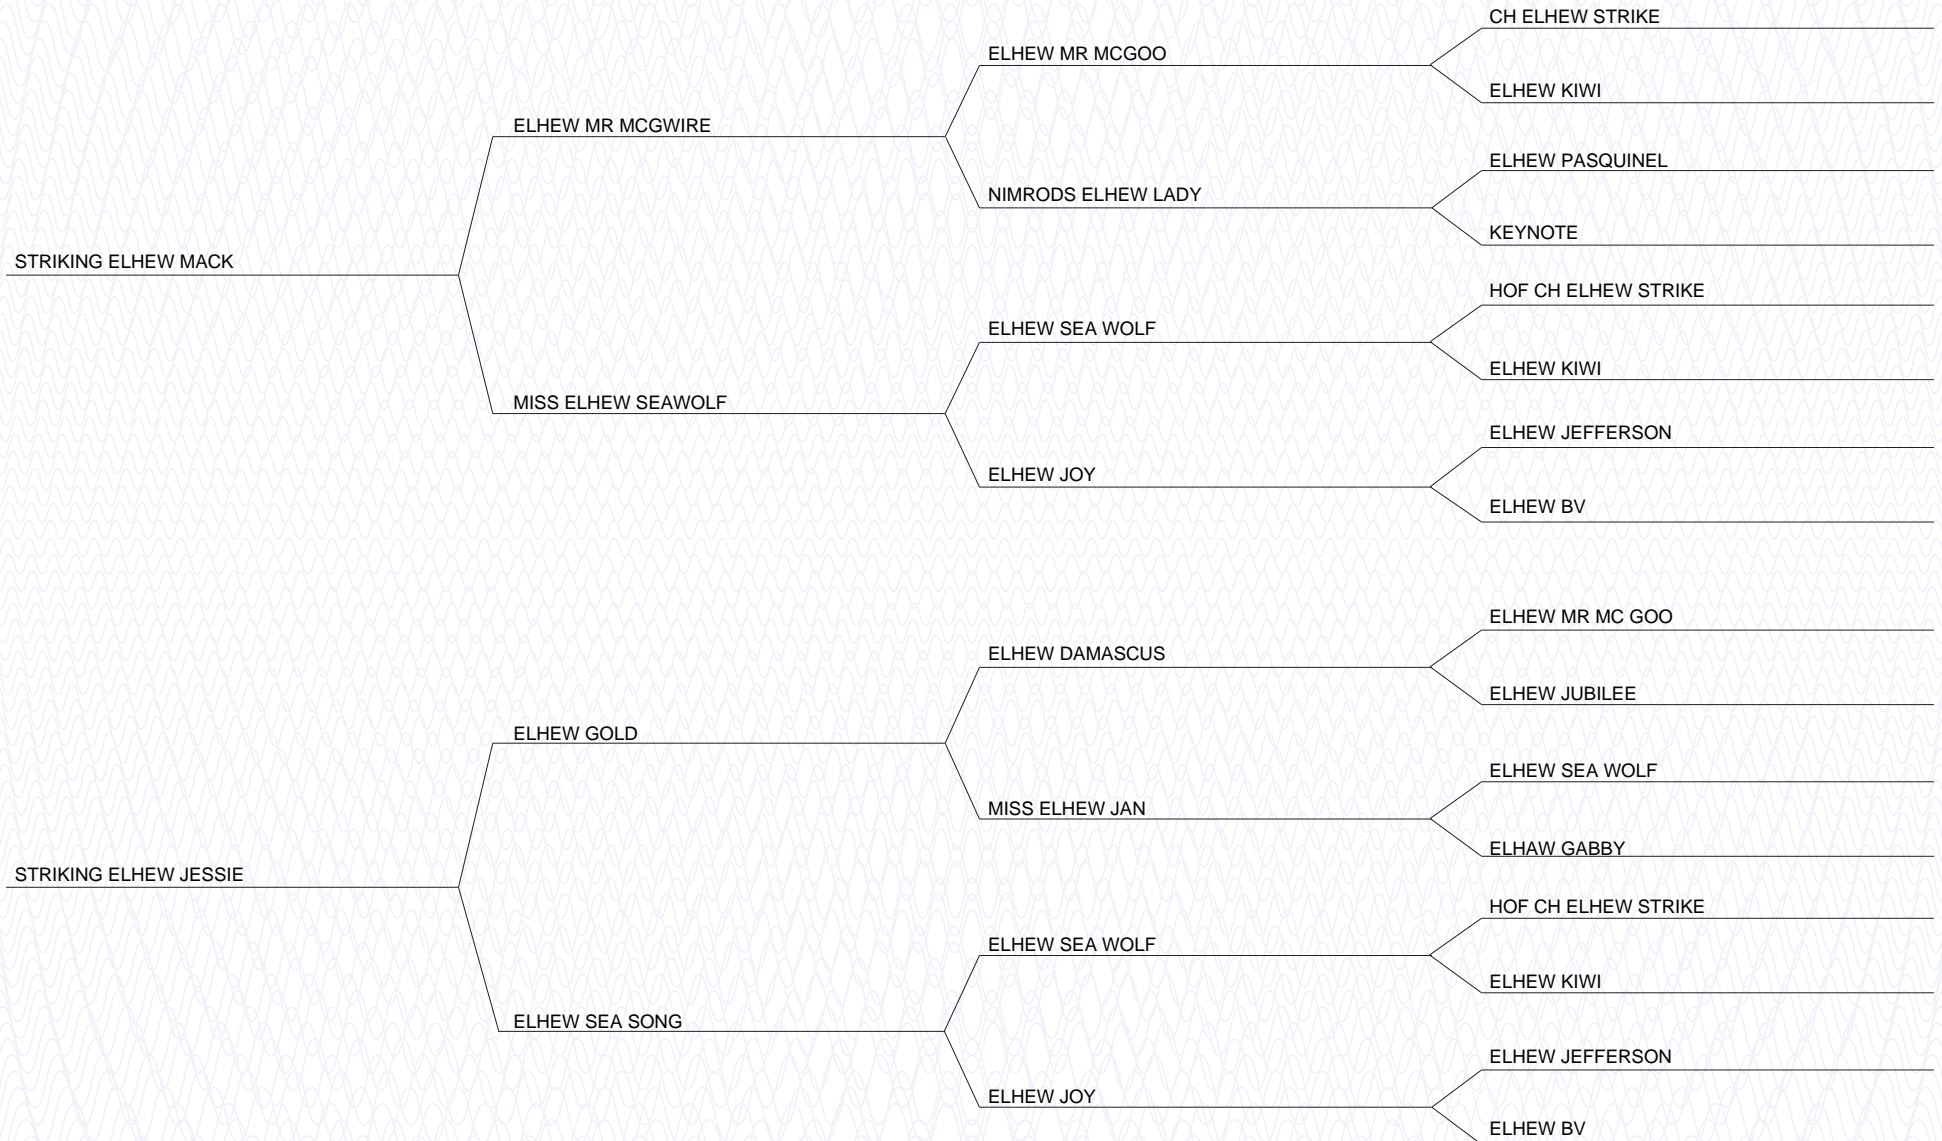 CH ELHEW STRIKE
ELHEW MR MCGOO
ELHEW KIWI
ELHEW MR MCGWIRE
ELHEW PASQUINEL
NIMRODS ELHEW LADY
KEYNOTE
STRIKING ELHEW MACK
HOF CH ELHEW STRIKE
ELHEW SEA WOLF
ELHEW KIWI
MISS ELHEW SEAWOLF
ELHEW JEFFERSON
ELHEW JOY
ELHEW BV
ELHEW MR MC GOO
ELHEW DAMASCUS
ELHEW JUBILEE
ELHEW GOLD
ELHEW SEA WOLF
MISS ELHEW JAN
ELHAW GABBY
STRIKING ELHEW JESSIE
HOF CH ELHEW STRIKE
ELHEW SEA WOLF
ELHEW KIWI
ELHEW SEA SONG
ELHEW JEFFERSON
ELHEW JOY
ELHEW BV